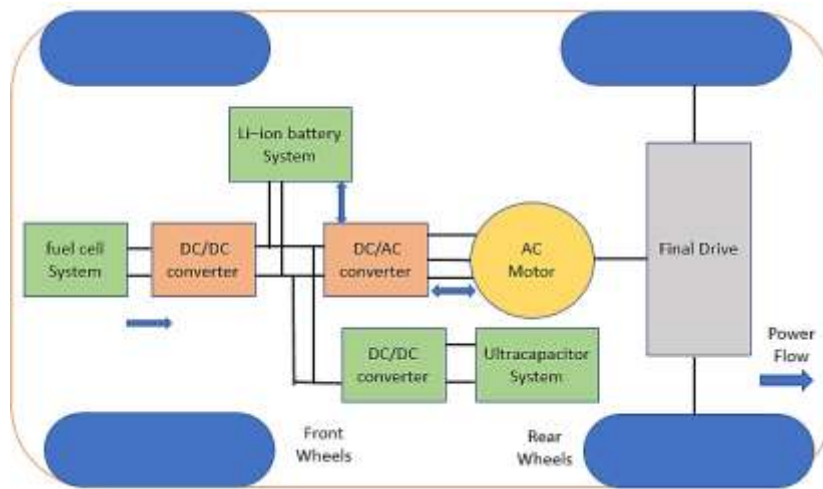 Li–ion battery
System
fuel cell
System
DC/DC
converter
DC/AC
converter
AC
Motor
Final Drive
DC/DC
converter
Ultracapacitor
System
Power
Flow
Front
Wheels
Rear
Wheels